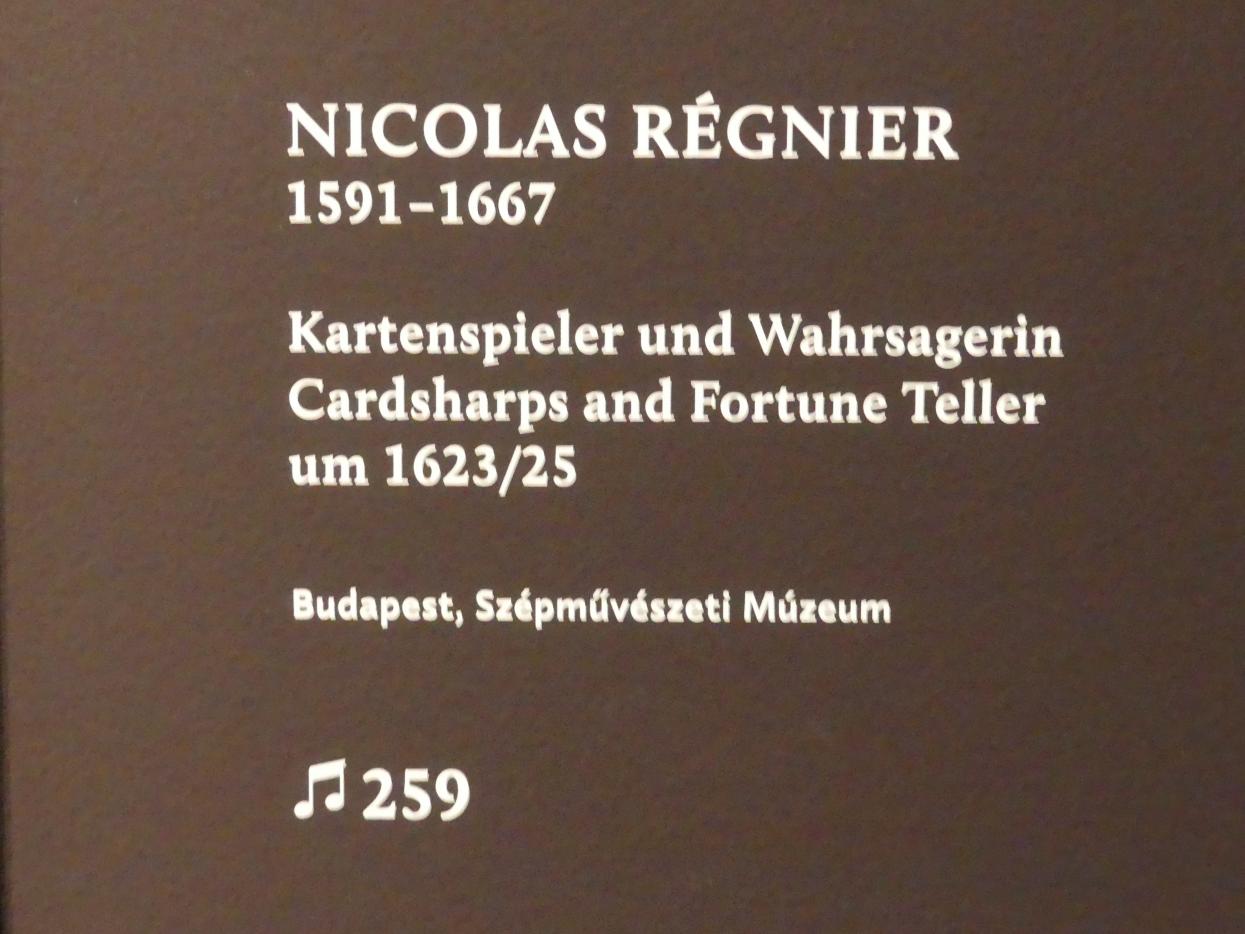 NICOLAS RÉGNIER
1591–1667
Kartenspieler und Wahrsagerin
Cardsharps and Fortune Teller
um 1623/25
Budapest, Szépművészeti Múzeum
♫ 259